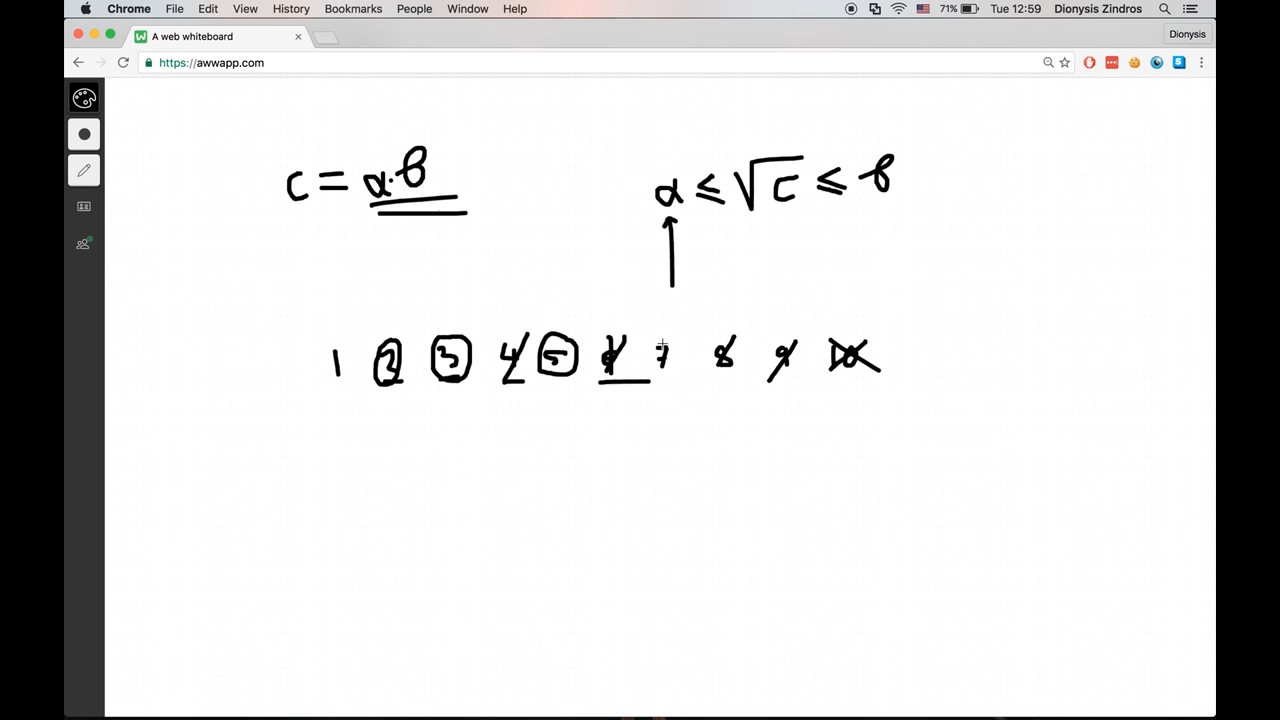 Chrome File Edit View History Bookmarks People Window Help 71% Tue 12:59 Dionysis Zindros
A web whiteboard Dionysis
https://awwapp.com
c = α·β α ≤ √c ≤ β
1 2 3 4 5 6 7 8 9 10